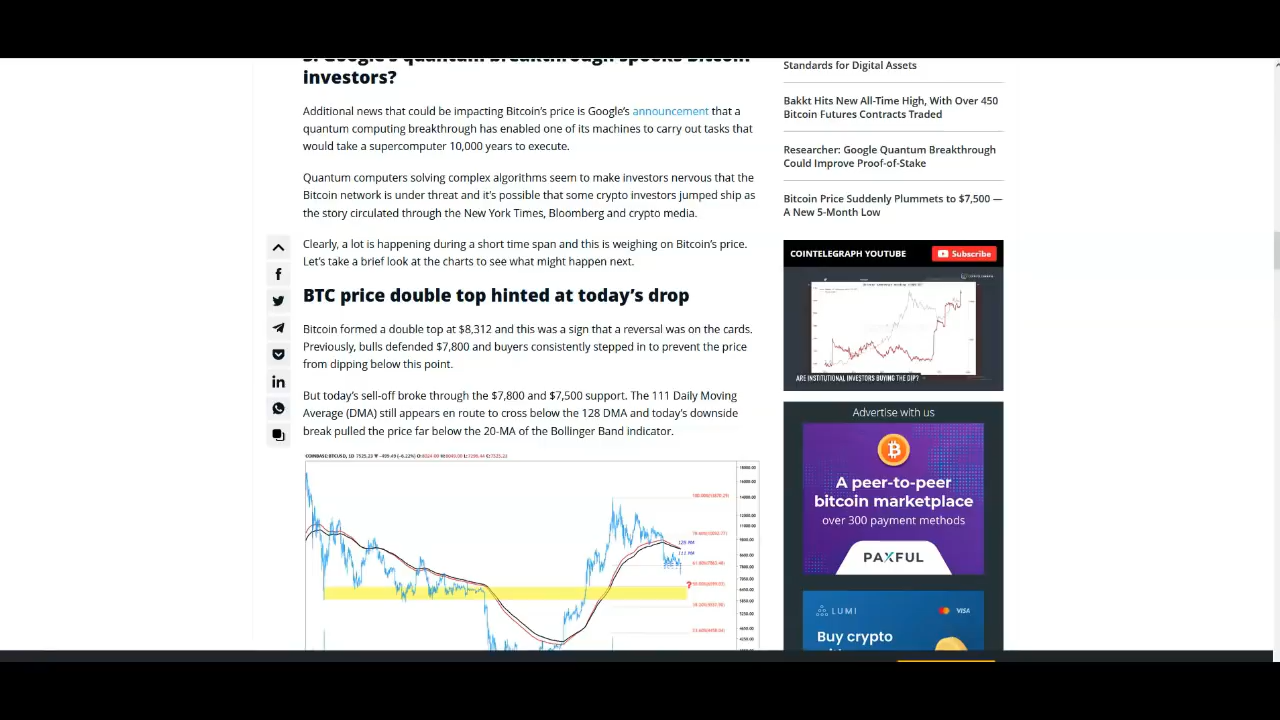 3. Google's quantum breakthrough spooks Bitcoin
investors?
Additional news that could be impacting Bitcoin's price is Google's announcement that a
quantum computing breakthrough has enabled one of its machines to carry out tasks that
would take a supercomputer 10,000 years to execute.
Quantum computers solving complex algorithms seem to make investors nervous that the
Bitcoin network is under threat and it's possible that some crypto investors jumped ship as
the story circulated through the New York Times, Bloomberg and crypto media.
Clearly, a lot is happening during a short time span and this is weighing on Bitcoin's price.
Let's take a brief look at the charts to see what might happen next.
BTC price double top hinted at today's drop
Bitcoin formed a double top at $8,312 and this was a sign that a reversal was on the cards.
Previously, bulls defended $7,800 and buyers consistently stepped in to prevent the price
from dipping below this point.
But today's sell-off broke through the $7,800 and $7,500 support. The 111 Daily Moving
Average (DMA) still appears en route to cross below the 128 DMA and today's downside
break pulled the price far below the 20-MA of the Bollinger Band indicator.
128 MA
111 MA
?
Standards for Digital Assets
Bakkt Hits New All-Time High, With Over 450
Bitcoin Futures Contracts Traded
Researcher: Google Quantum Breakthrough
Could Improve Proof-of-Stake
Bitcoin Price Suddenly Plummets to $7,500 —
A New 5-Month Low
COINTELEGRAPH YOUTUBE
Subscribe
ARE INSTITUTIONAL INVESTORS BUYING THE DIP?
Advertise with us
A peer-to-peer
bitcoin marketplace
over 300 payment methods
PAXFUL
LUMI
VISA
Buy crypto